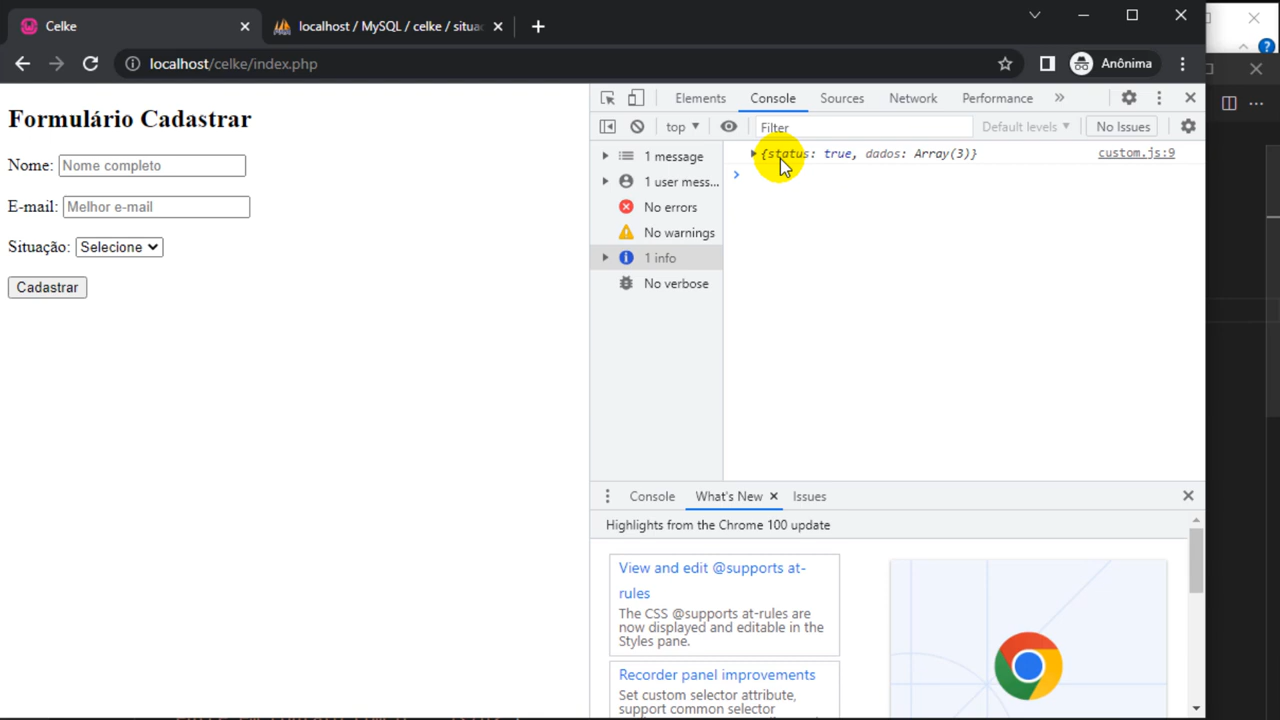 Celke
localhost / MySQL / celke / situa
localhost/celke/index.php
Anônima
Formulário Cadastrar
Nome: Nome completo
E-mail: Melhor e-mail
Situação: Selecione
Cadastrar
Elements Console Sources Network Performance
top Filter Default levels No Issues
1 message
1 user mess...
No errors
No warnings
1 info
No verbose
{status: true, dados: Array(3)} custom.js:9
Console What's New Issues
Highlights from the Chrome 100 update
View and edit @supports at-
rules
The CSS @supports at-rules are
now displayed and editable in the
Styles pane.
Recorder panel improvements
Set custom selector attribute,
support common selector